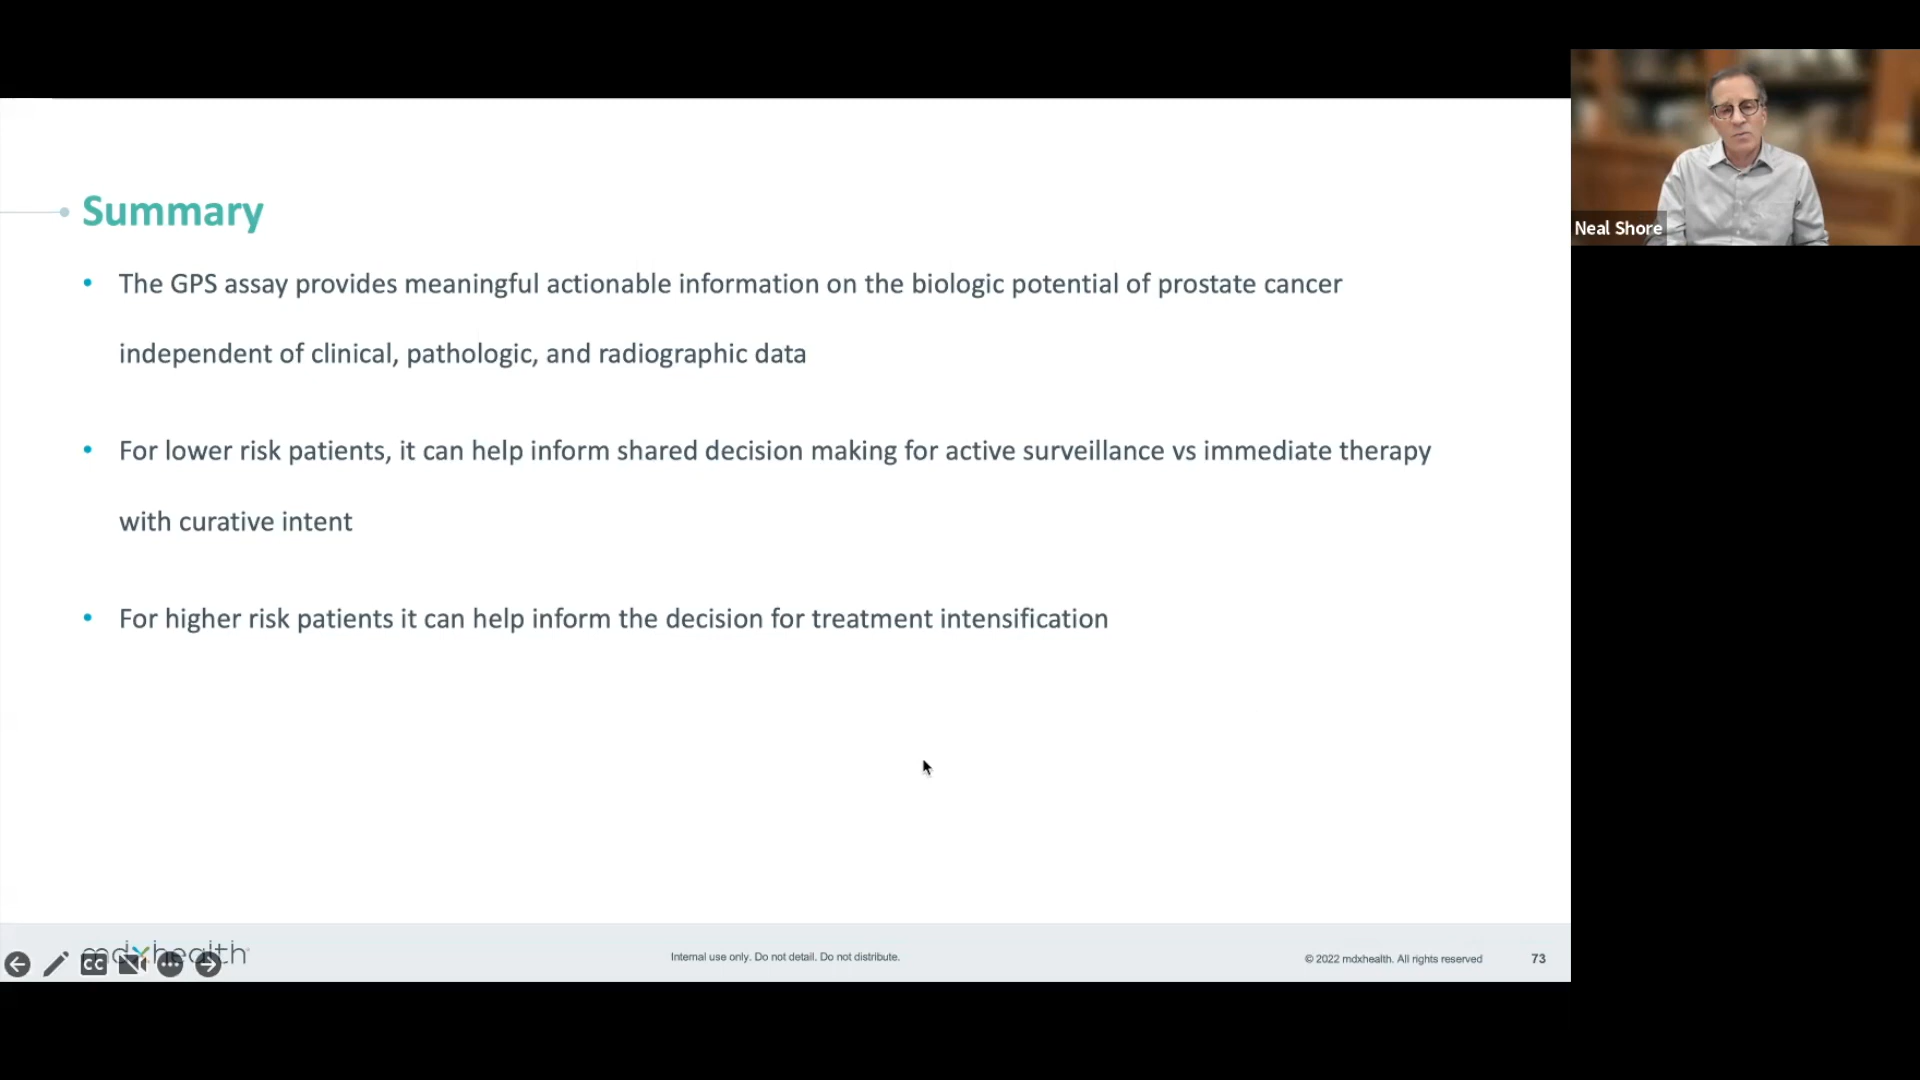 Neal Shore
Summary
• The GPS assay provides meaningful actionable information on the biologic potential of prostate cancer
independent of clinical, pathologic, and radiographic data
• For lower risk patients, it can help inform shared decision making for active surveillance vs immediate therapy
with curative intent
• For higher risk patients it can help inform the decision for treatment intensification
mdxhealth
CC
Internal use only. Do not detail. Do not distribute.
© 2022 mdxhealth. All rights reserved
73